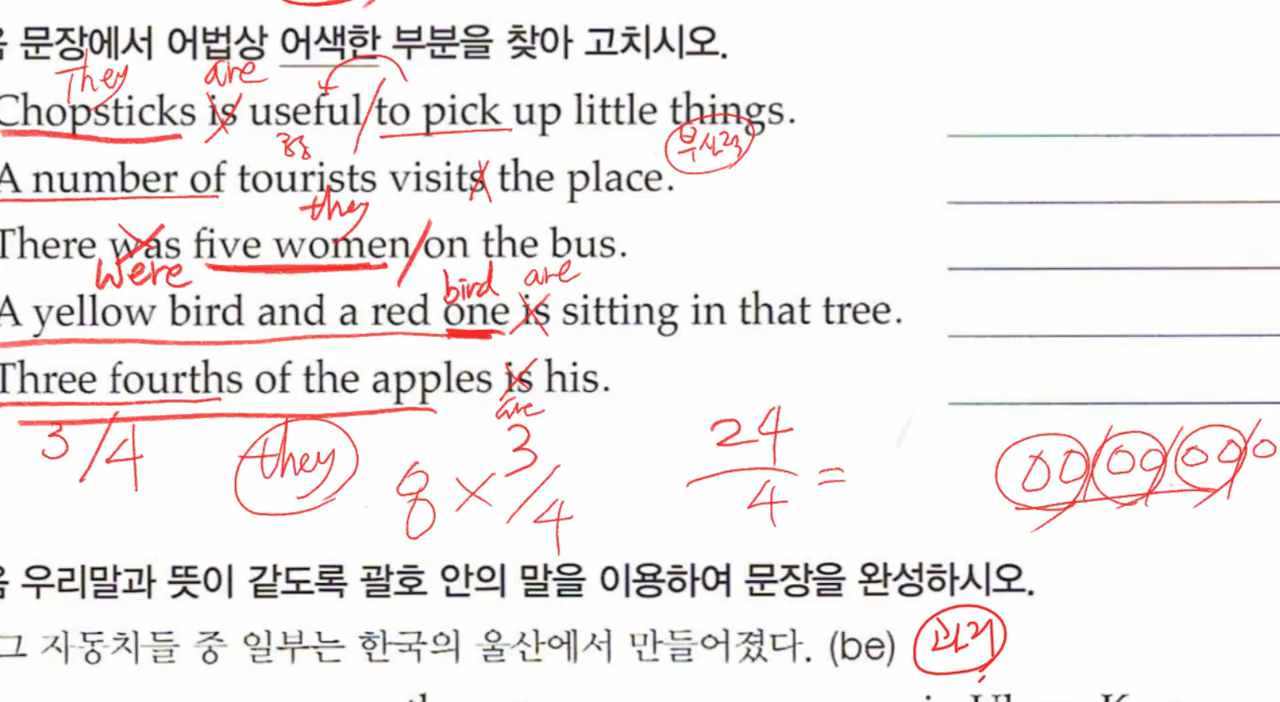 문장에서 어법상 어색한 부분을 찾아 고치시오.
They are
Chopsticks is useful to pick up little things.
부사적
A number of tourists visits the place.
they
There was five women on the bus.
were bird are
A yellow bird and a red one is sitting in that tree.
Three fourths of the apples is his.
are
3/4 they 8 × 3/4 24/4 =
우리말과 뜻이 같도록 괄호 안의 말을 이용하여 문장을 완성하시오.
그 자동차들 중 일부는 한국의 울산에서 만들어졌다. (be) 과거